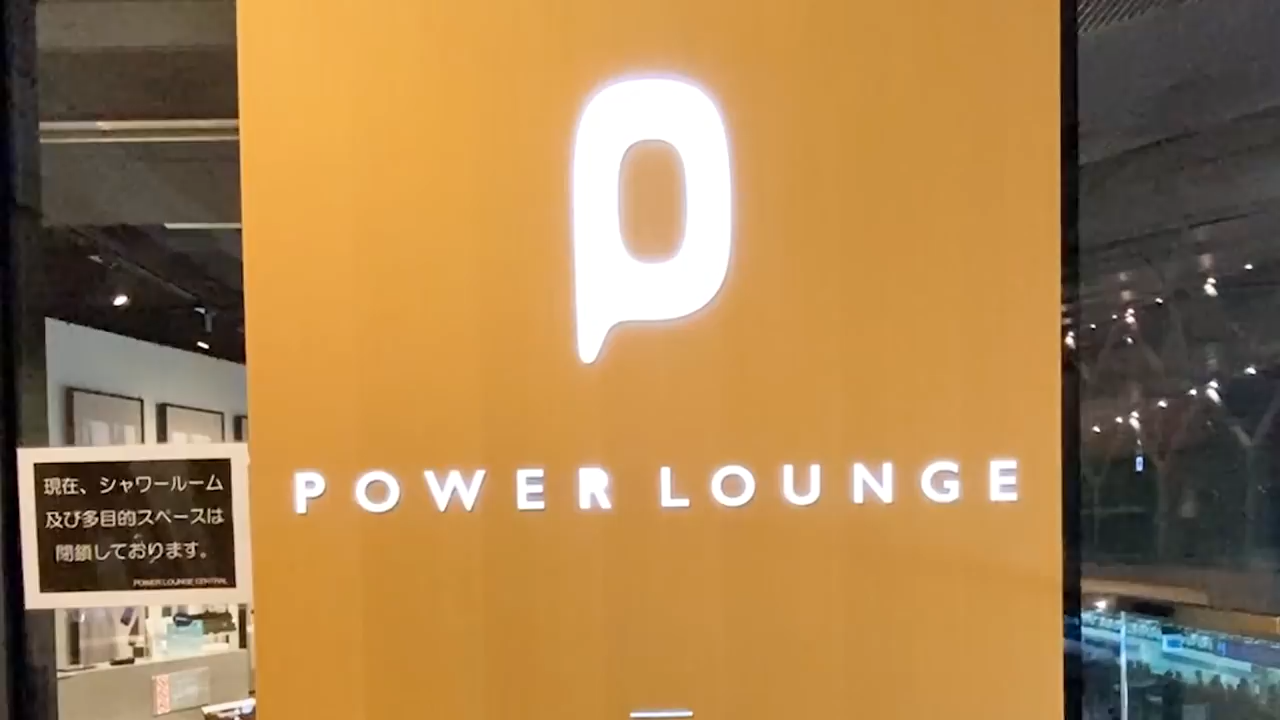 POWER LOUNGE
現在、シャワールーム
及び多目的スペースは
閉鎖しております。
POWER LOUNGE CENTRAL